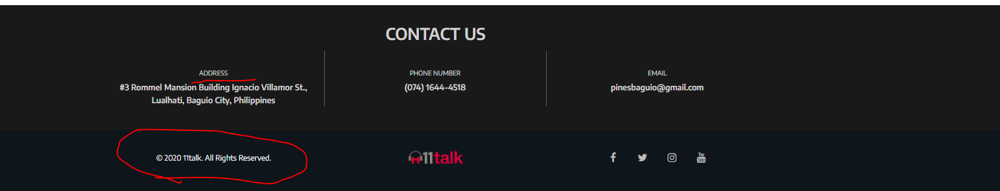 CONTACT US
ADDRESS
#3 Rommel Mansion Building Ignacio Villamor St.,
Lualhati, Baguio City, Philippines
PHONE NUMBER
(074) 1644-4518
EMAIL
pinesbaguio@gmail.com
© 2020 11talk. All Rights Reserved.
11talk
You Tube